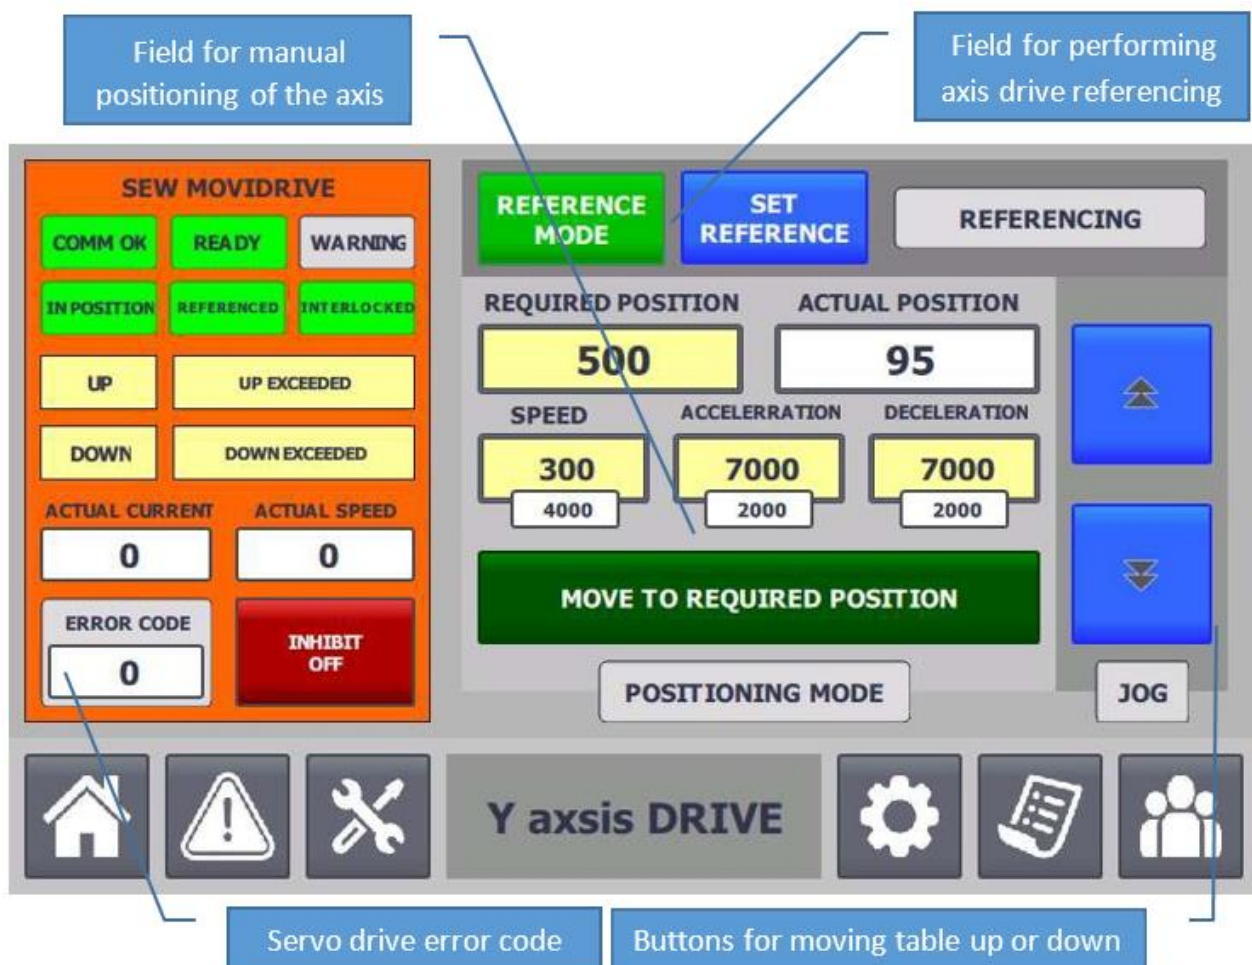 Field for manual
positioning of the axis
Field for performing
axis drive referencing
SEW MOVIDRIVE
COMM OK
READY
WARNING
IN POSITION
REFERENCED
INTERLOCKED
UP
UP EXCEEDED
DOWN
DOWN EXCEEDED
ACTUAL CURRENT
ACTUAL SPEED
0
0
ERROR CODE
0
INHIBIT
OFF
REFERENCE
MODE
SET
REFERENCE
REFERENCING
REQUIRED POSITION
ACTUAL POSITION
500
95
SPEED
ACCELERRATION
DECELERATION
300
7000
7000
4000
2000
2000
MOVE TO REQUIRED POSITION
POSITIONING MODE
JOG
Y axsis DRIVE
Servo drive error code
Buttons for moving table up or down